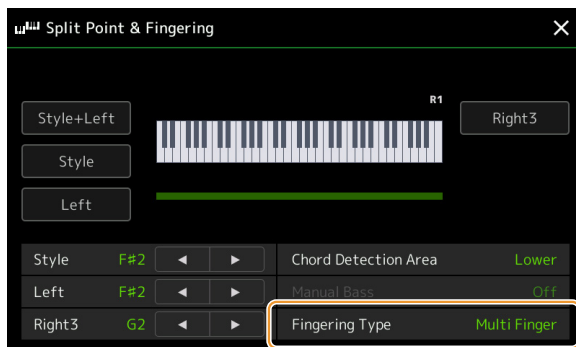 Split Point & Fingering
R1
Style+Left
Right3
Style
Left
Style F#2 Chord Detection Area Lower
Left F#2 Manual Bass Off
Right3 G2 Fingering Type Multi Finger